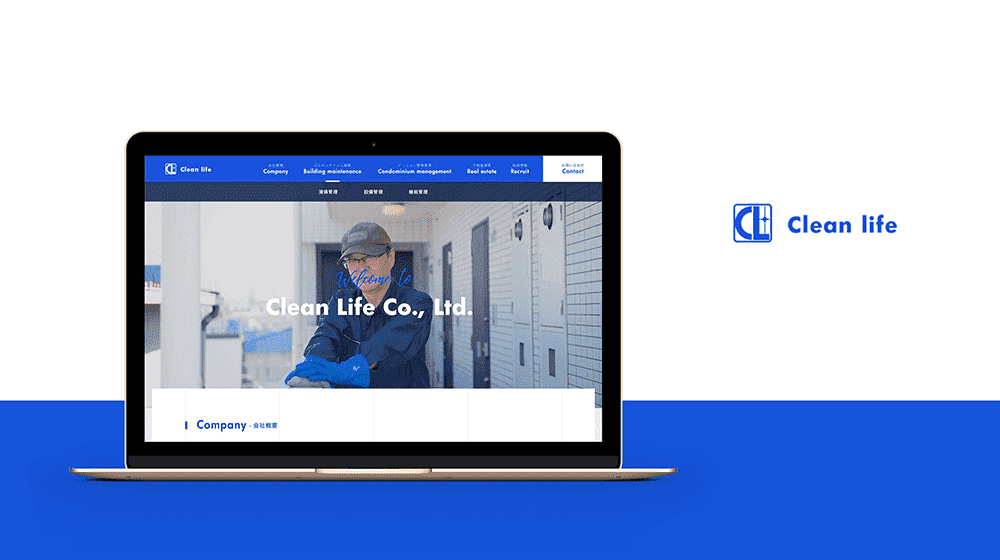 CL Clean life
会社概要 ビルメンテナンス事業 マンション管理事業 不動産事業 採用情報 お問い合わせ
Company Building maintenance Condominium management Real estate Recruit Contact
清掃管理 設備管理 植栽管理
Welcome to
Clean Life Co., Ltd.
Company - 会社概要
CL Clean life